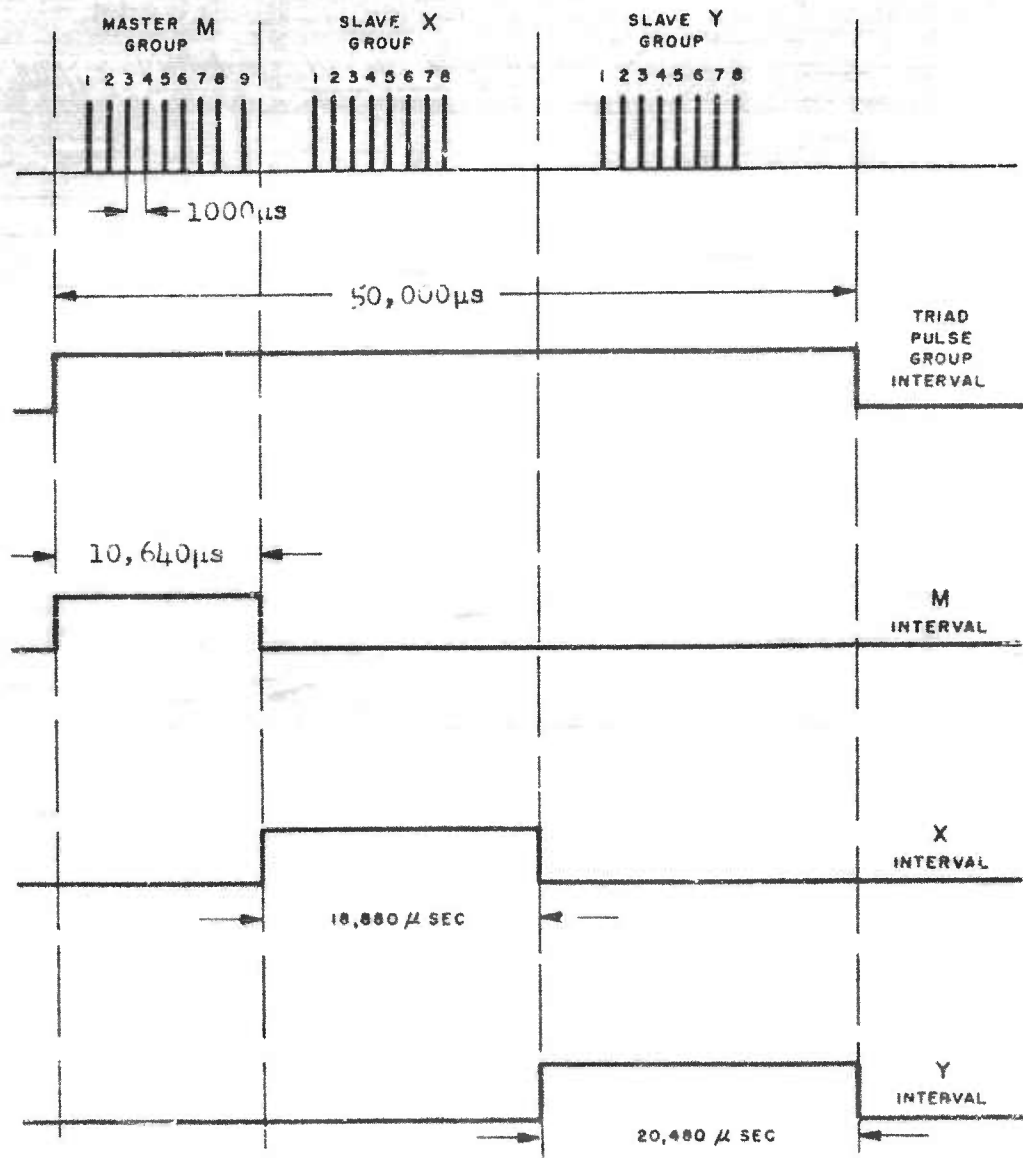 MASTER M
GROUP
SLAVE X
GROUP
SLAVE Y
GROUP
1 2 3 4 5 6 7 8 9
1 2 3 4 5 6 7 8
1 2 3 4 5 6 7 8
1000μs
50,000μs
TRIAD
PULSE
GROUP
INTERVAL
10,640μs
M
INTERVAL
X
INTERVAL
18,880 μ SEC
Y
INTERVAL
20,480 μ SEC